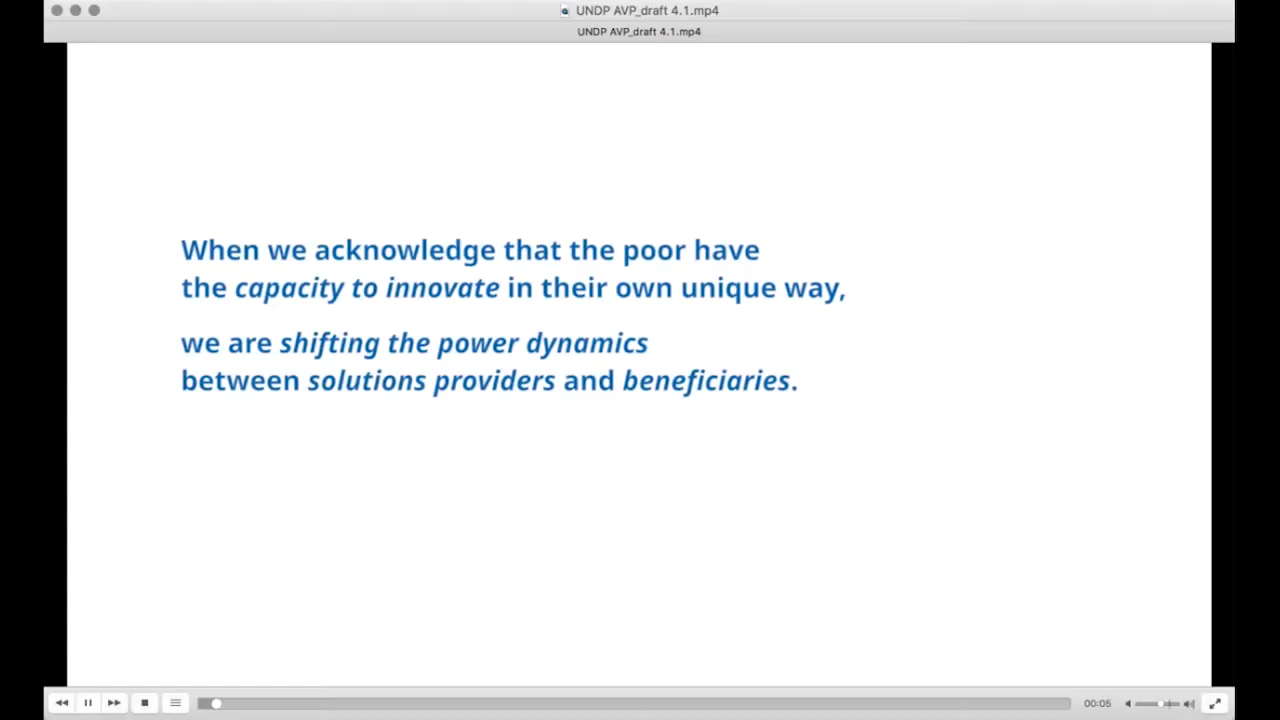 UNDP AVP_draft 4.1.mp4
UNDP AVP_draft 4.1.mp4
When we acknowledge that the poor have
the capacity to innovate in their own unique way,
we are shifting the power dynamics
between solutions providers and beneficiaries.
00:05